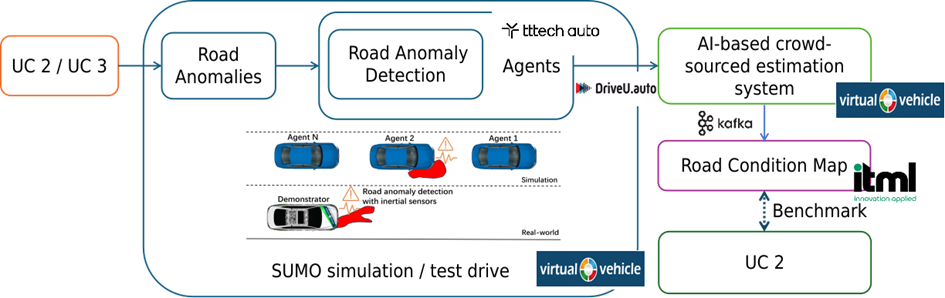 UC 2 / UC 3
Road
Anomalies
Road Anomaly
Detection
tttech auto
Agents
DriveU.auto
AI-based crowd-
sourced estimation
system
virtual vehicle
kafka
Road Condition Map
itml
innovation applied
Benchmark
UC 2
Agent N
Agent 2
Agent 1
Simulation
Road anomaly detection
with inertial sensors
Demonstrator
Real-world
SUMO simulation / test drive
virtual vehicle